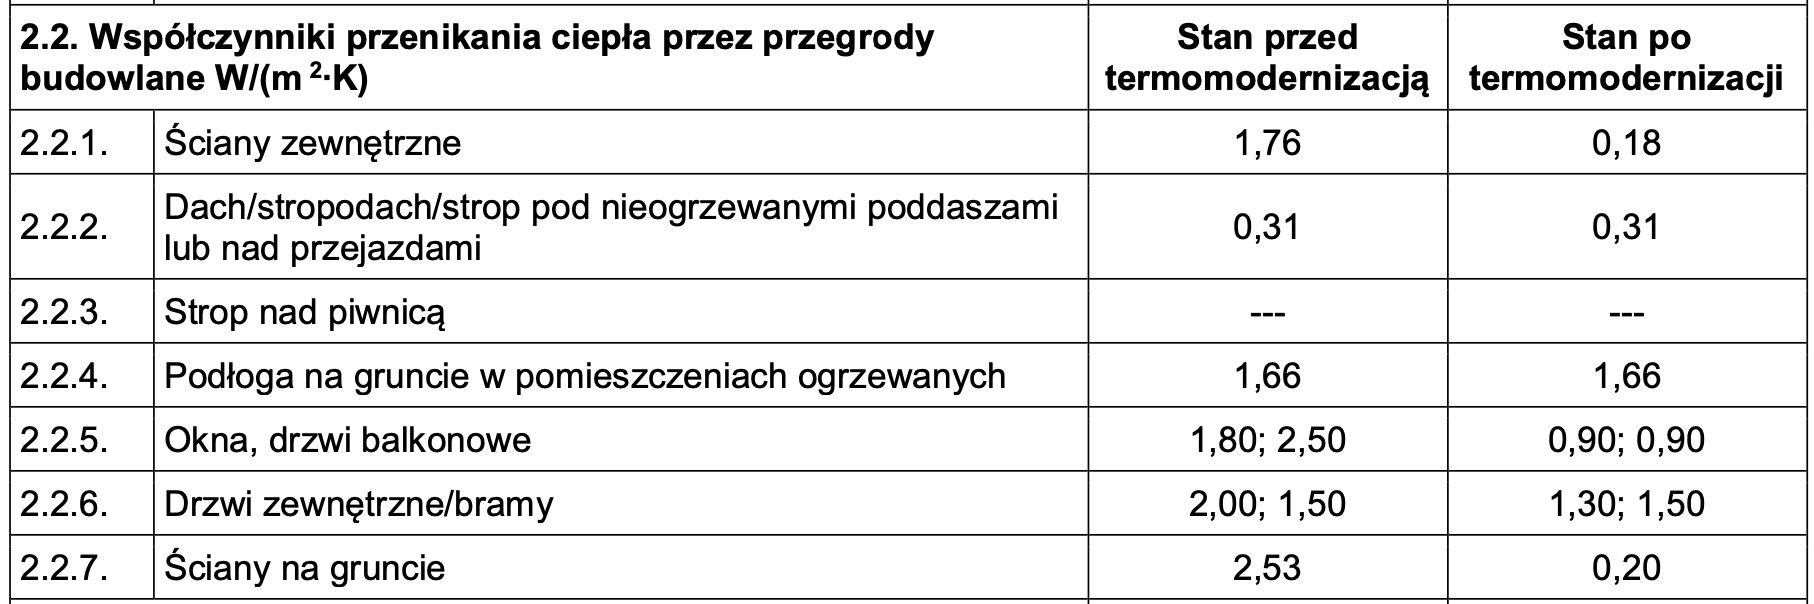 2.2. Współczynniki przenikania ciepła przez przegrody
budowlane W/(m ²·K)
Stan przed
termomodernizacją
Stan po
termomodernizacji
2.2.1. Ściany zewnętrzne 1,76 0,18
2.2.2. Dach/stropodach/strop pod nieogrzewanymi poddaszami
lub nad przejazdami 0,31 0,31
2.2.3. Strop nad piwnicą --- ---
2.2.4. Podłoga na gruncie w pomieszczeniach ogrzewanych 1,66 1,66
2.2.5. Okna, drzwi balkonowe 1,80; 2,50 0,90; 0,90
2.2.6. Drzwi zewnętrzne/bramy 2,00; 1,50 1,30; 1,50
2.2.7. Ściany na gruncie 2,53 0,20